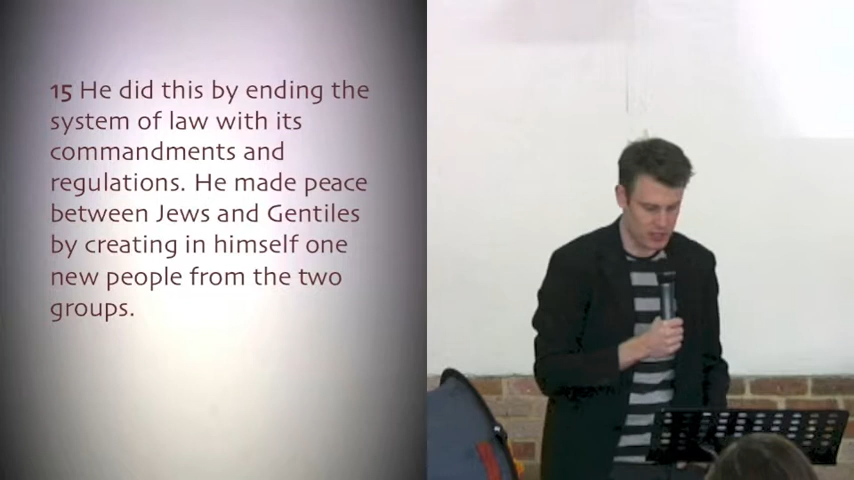 15 He did this by ending the
system of law with its
commandments and
regulations. He made peace
between Jews and Gentiles
by creating in himself one
new people from the two
groups.